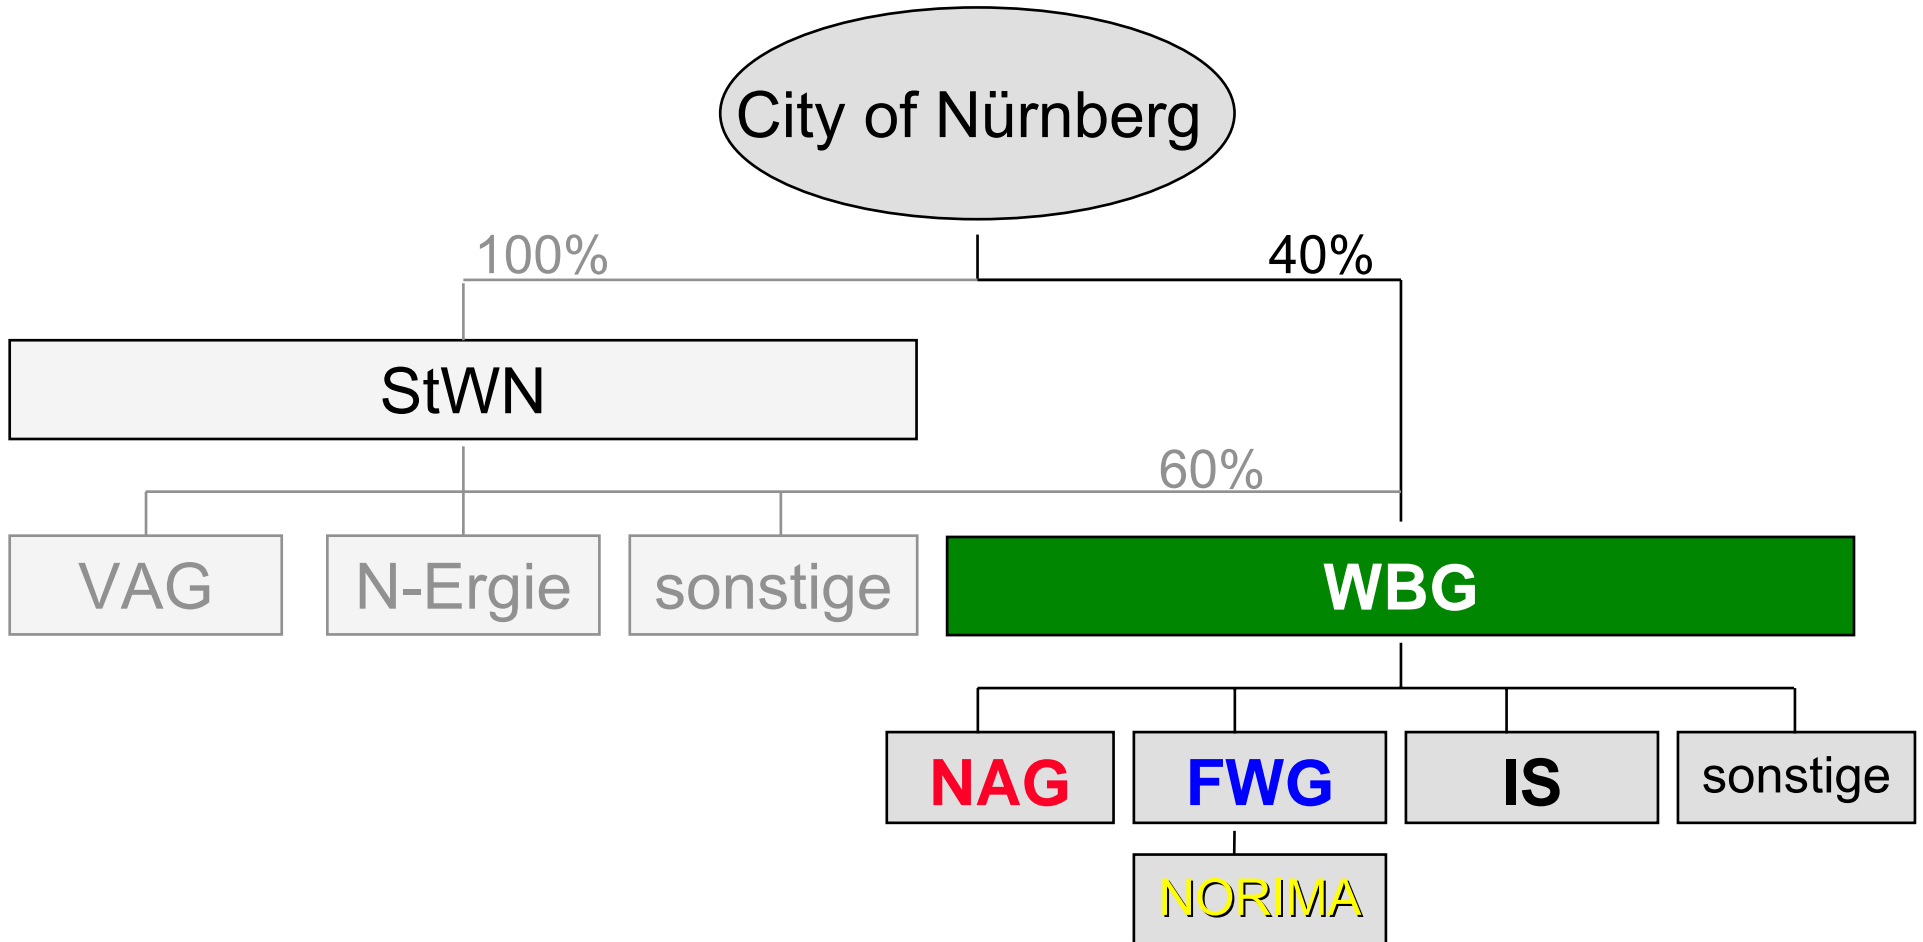 City of Nürnberg
100%
40%
StWN
60%
VAG
N-Ergie
sonstige
WBG
NAG
FWG
IS
sonstige
NORIMA